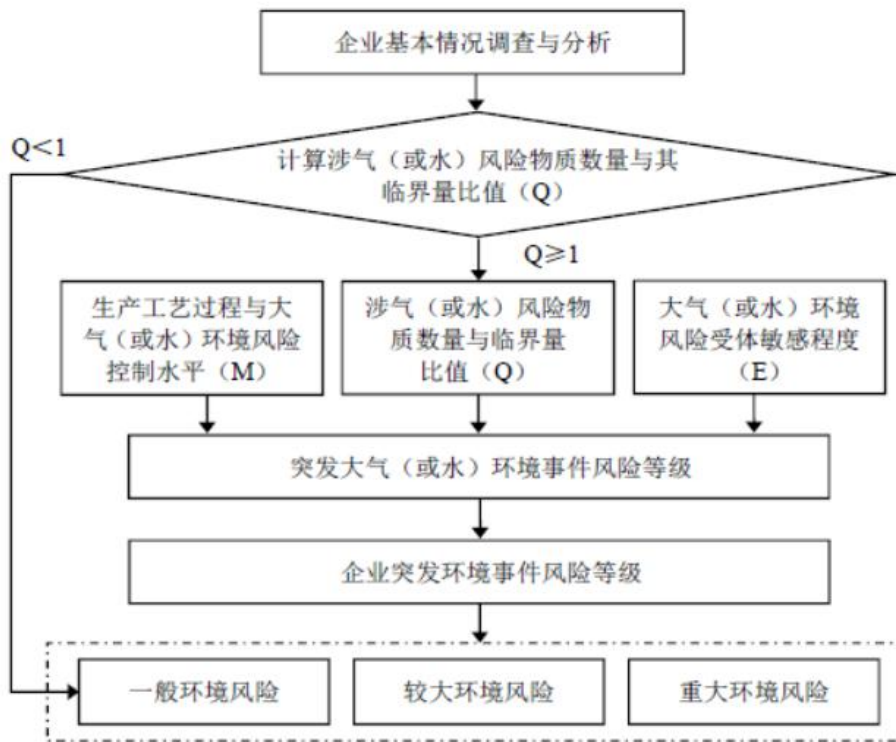 企业基本情况调查与分析
Q＜1
计算涉气（或水）风险物质数量与其
临界量比值（Q）
Q≥1
生产工艺过程与大
气（或水）环境风险
控制水平（M）
涉气（或水）风险物
质数量与临界量
比值（Q）
大气（或水）环境
风险受体敏感程度
（E）
突发大气（或水）环境事件风险等级
企业突发环境事件风险等级
一般环境风险
较大环境风险
重大环境风险